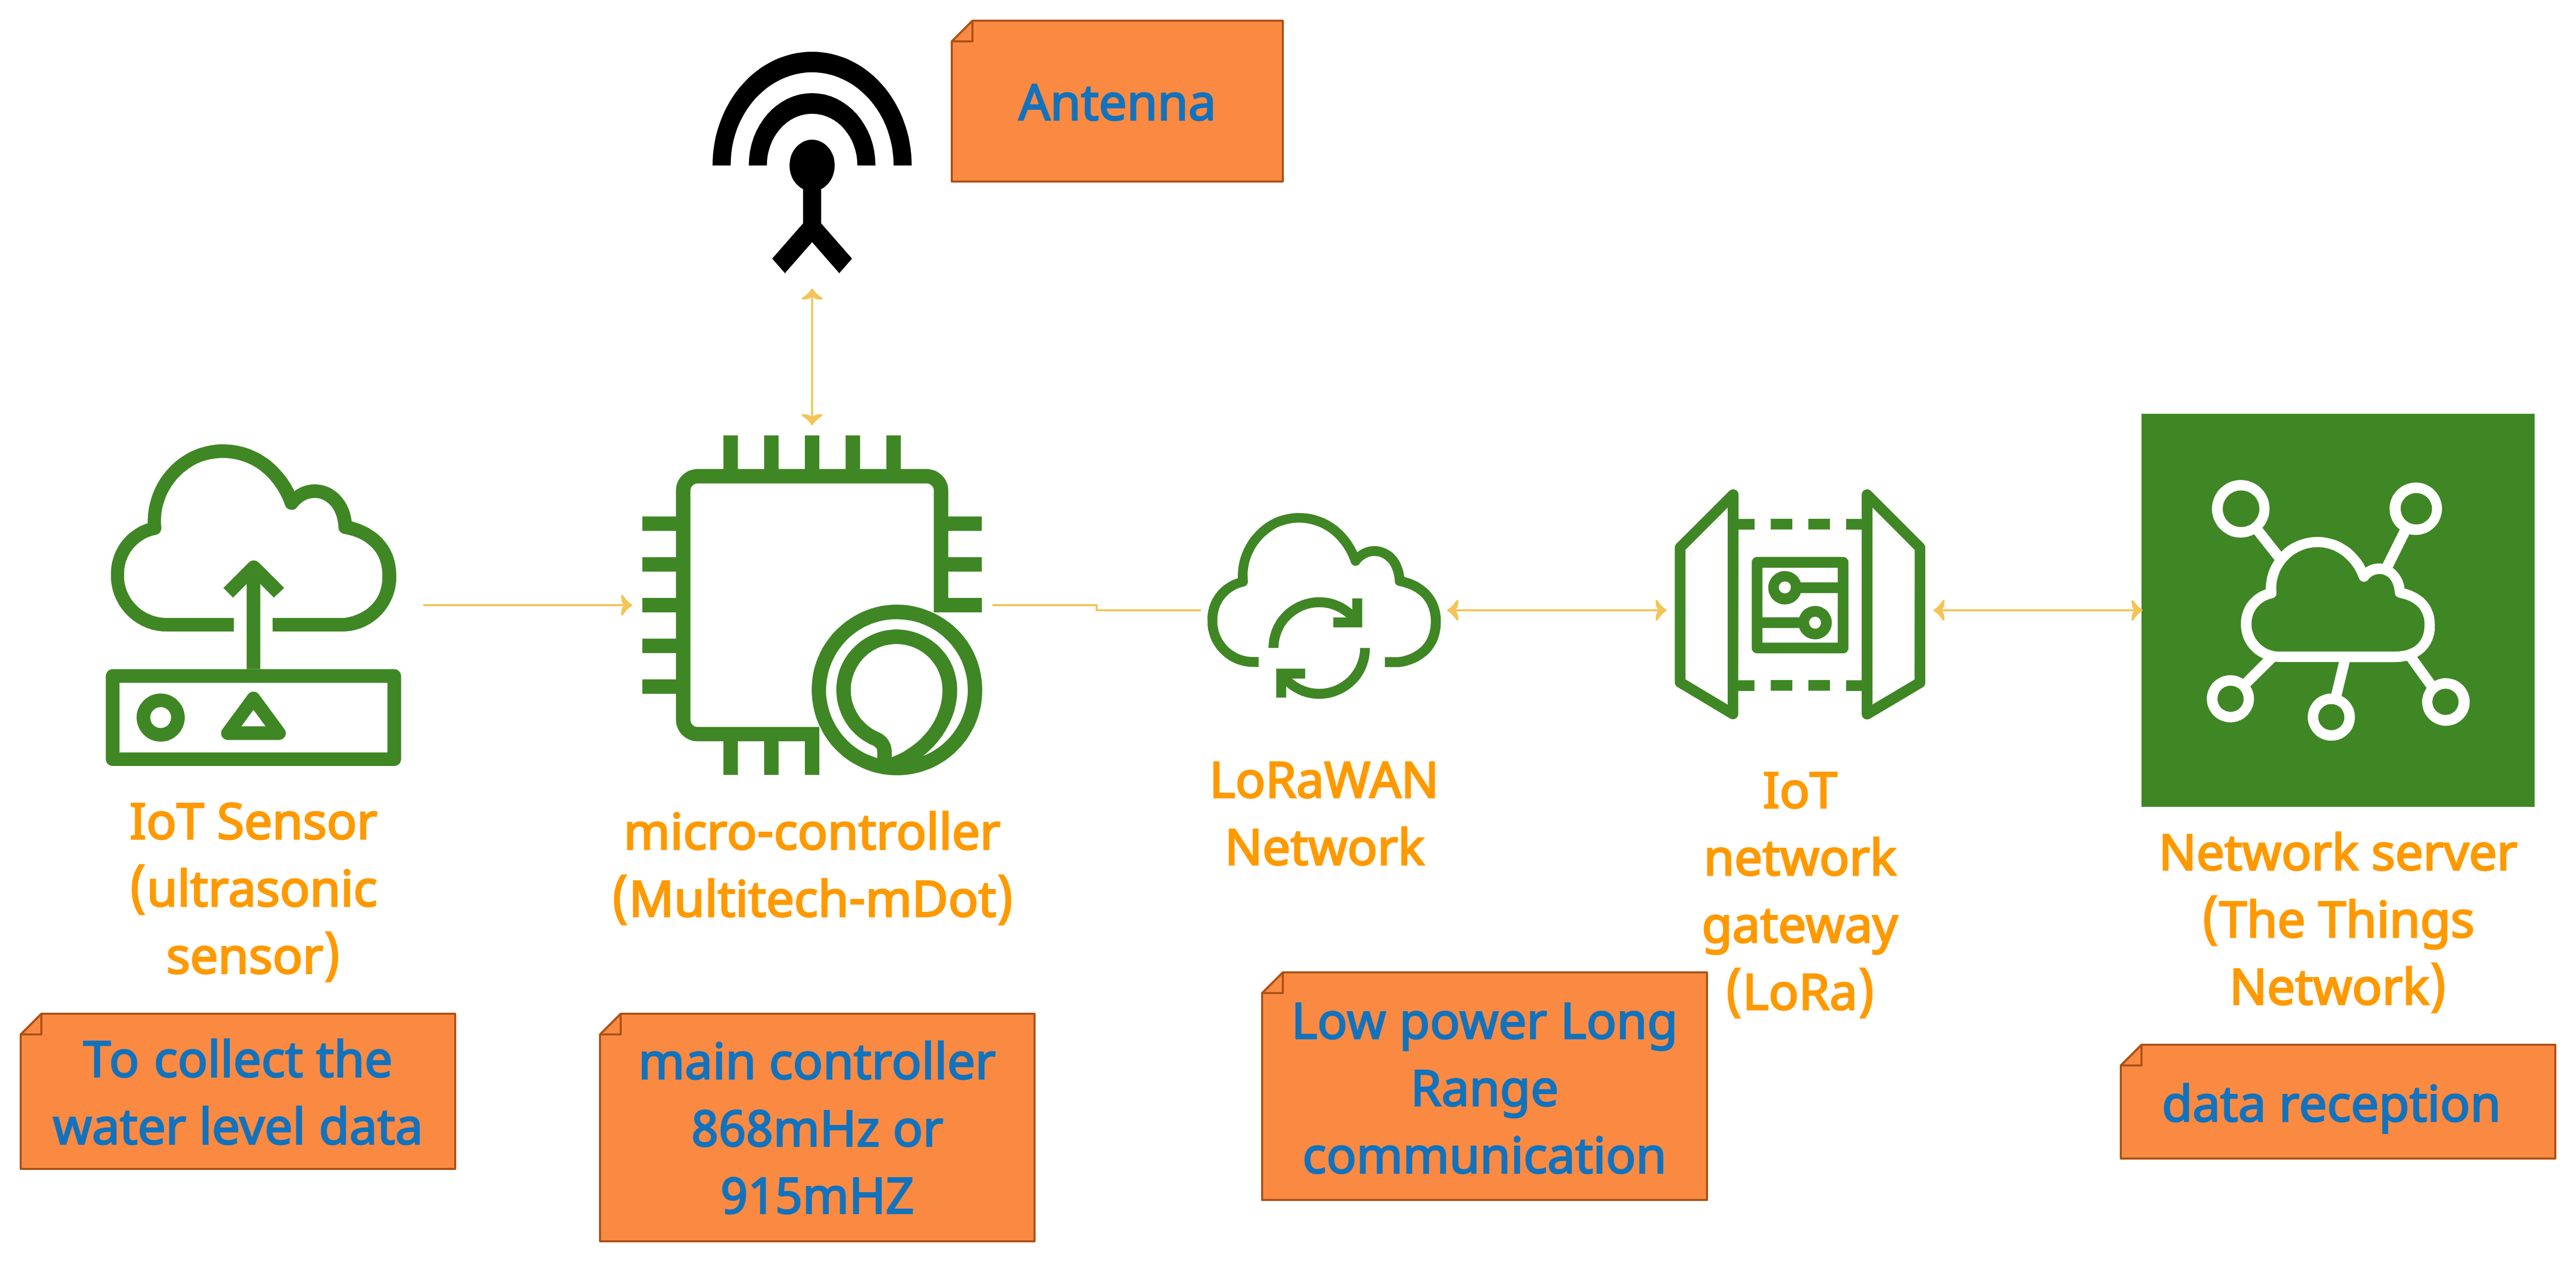 Antenna
IoT Sensor
(ultrasonic
sensor)
To collect the
water level data
micro-controller
(Multitech-mDot)
main controller
868mHz or
915mHZ
LoRaWAN
Network
Low power Long
Range
communication
IoT
network
gateway
(LoRa)
Network server
(The Things
Network)
data reception